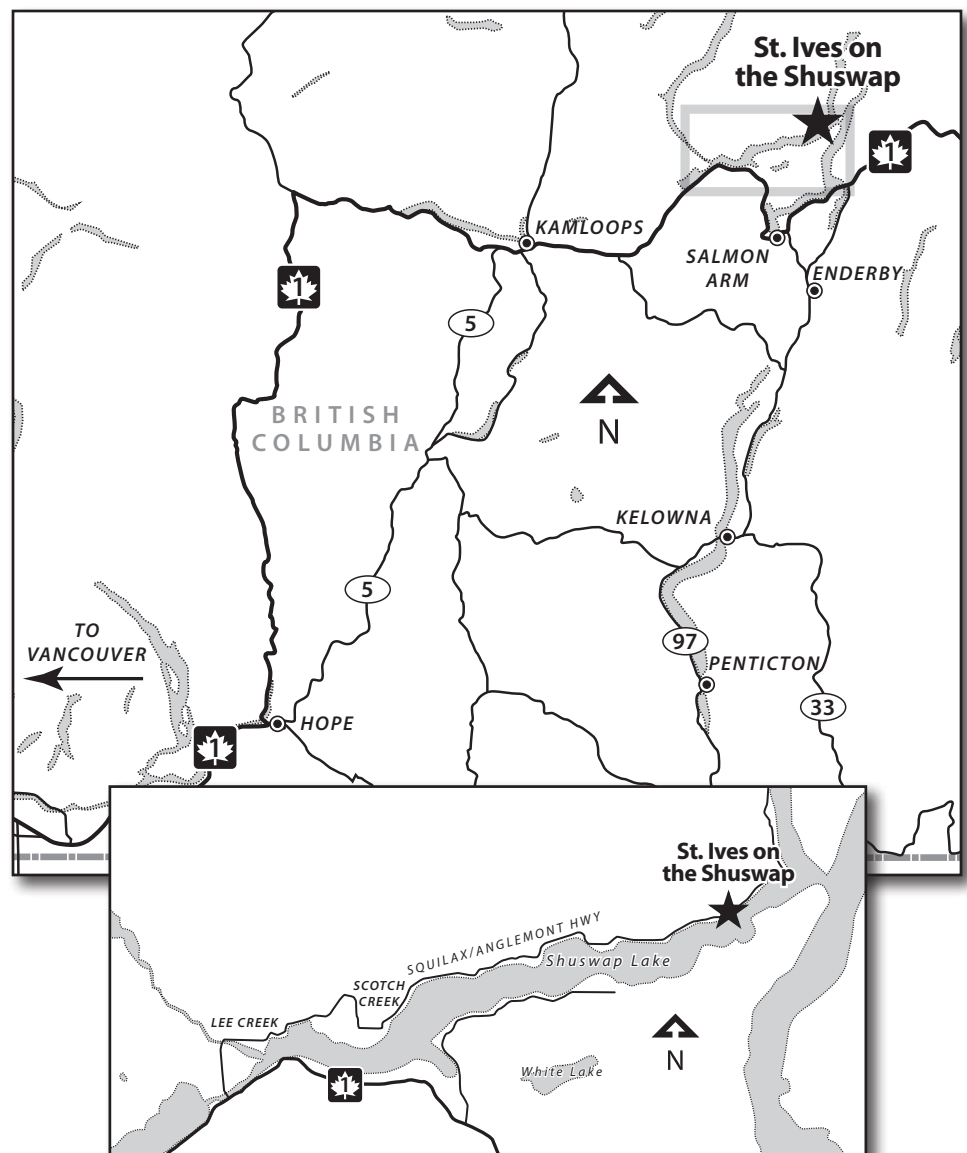 St. Ives on
the Shuswap
1
KAMLOOPS
SALMON
ARM
ENDERBY
1
5
BRITISH
COLUMBIA
N
KELOWNA
5
TO
VANCOUVER
97
PENTICTON
33
HOPE
1
St. Ives on
the Shuswap
SQUILAX/ANGLEMONT HWY
Shuswap Lake
SCOTCH
CREEK
LEE CREEK
N
White Lake
1